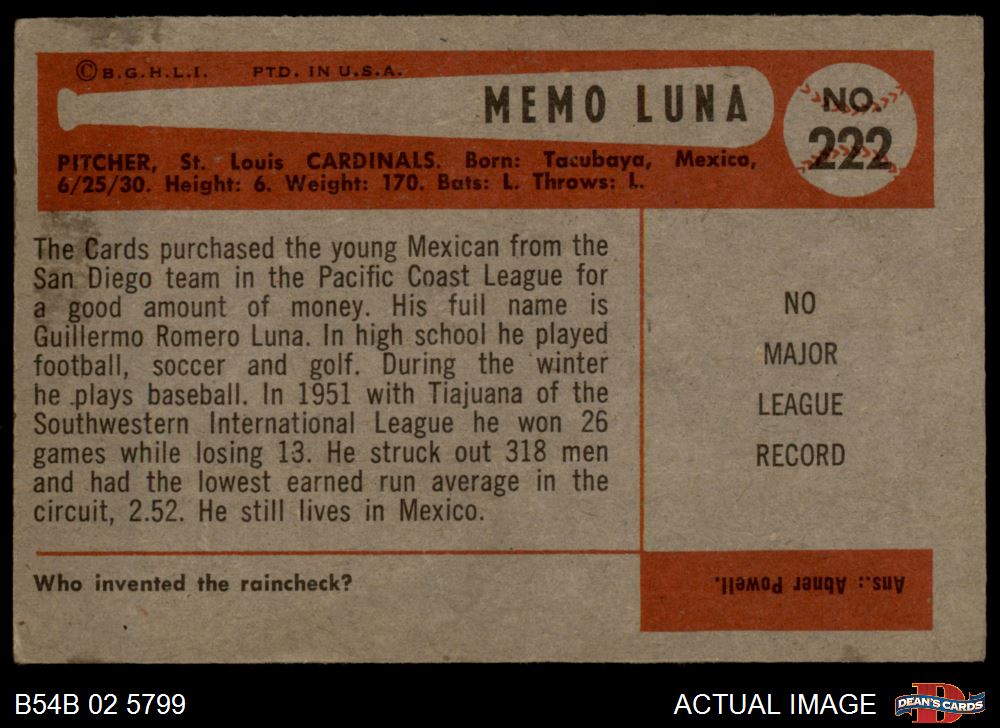 ©B.G.H.L.I. PTD. IN U.S.A.
MEMO LUNA
NO.
222
PITCHER, St. Louis CARDINALS. Born: Tacubaya, Mexico,
6/25/30. Height: 6. Weight: 170. Bats: L. Throws: L.
The Cards purchased the young Mexican from the
San Diego team in the Pacific Coast League for
a good amount of money. His full name is
Guillermo Romero Luna. In high school he played
football, soccer and golf. During the winter
he plays baseball. In 1951 with Tiajuana of the
Southwestern International League he won 26
games while losing 13. He struck out 318 men
and had the lowest earned run average in the
circuit, 2.52. He still lives in Mexico.
NO
MAJOR
LEAGUE
RECORD
Who invented the raincheck?
Ans.: Abner Powell.
B54B 02 5799
ACTUAL IMAGE
DEAN'S CARDS